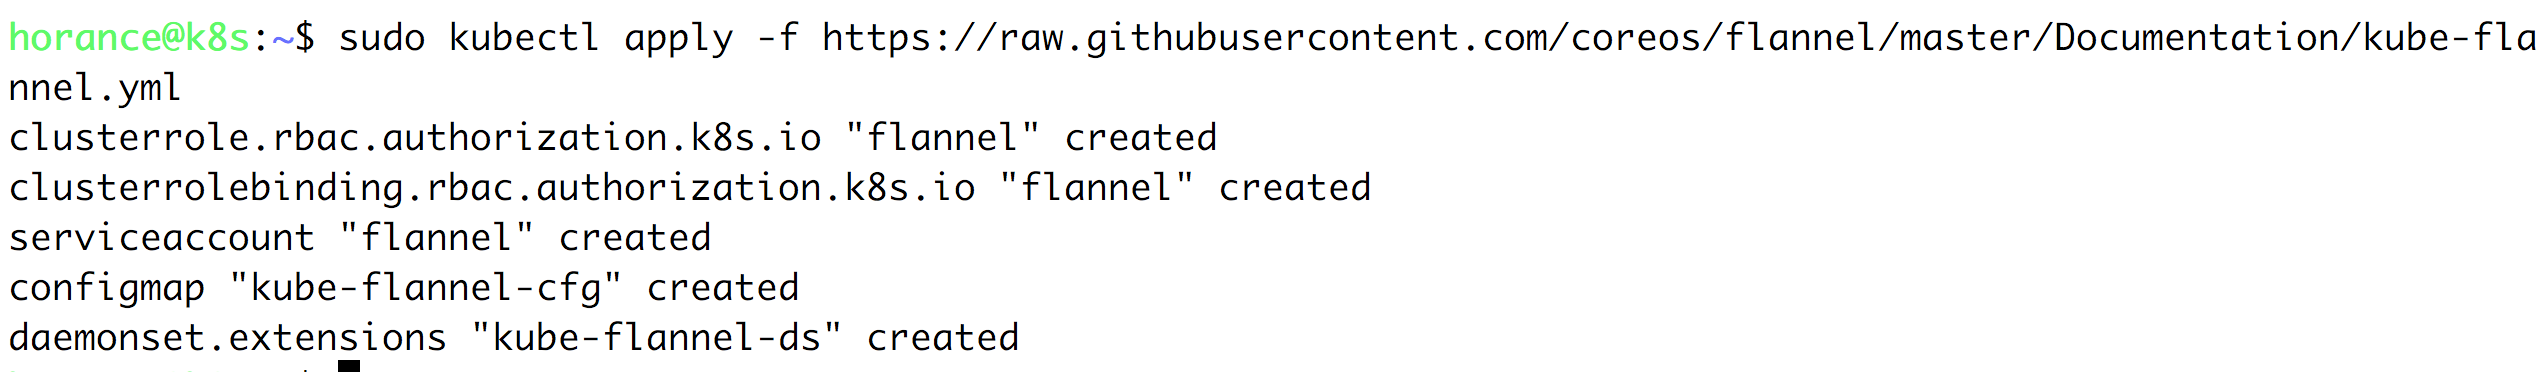 horance@k8s:~$ sudo kubectl apply -f https://raw.githubusercontent.com/coreos/flannel/master/Documentation/kube-fla
nnel.yml
clusterrole.rbac.authorization.k8s.io "flannel" created
clusterrolebinding.rbac.authorization.k8s.io "flannel" created
serviceaccount "flannel" created
configmap "kube-flannel-cfg" created
daemonset.extensions "kube-flannel-ds" created